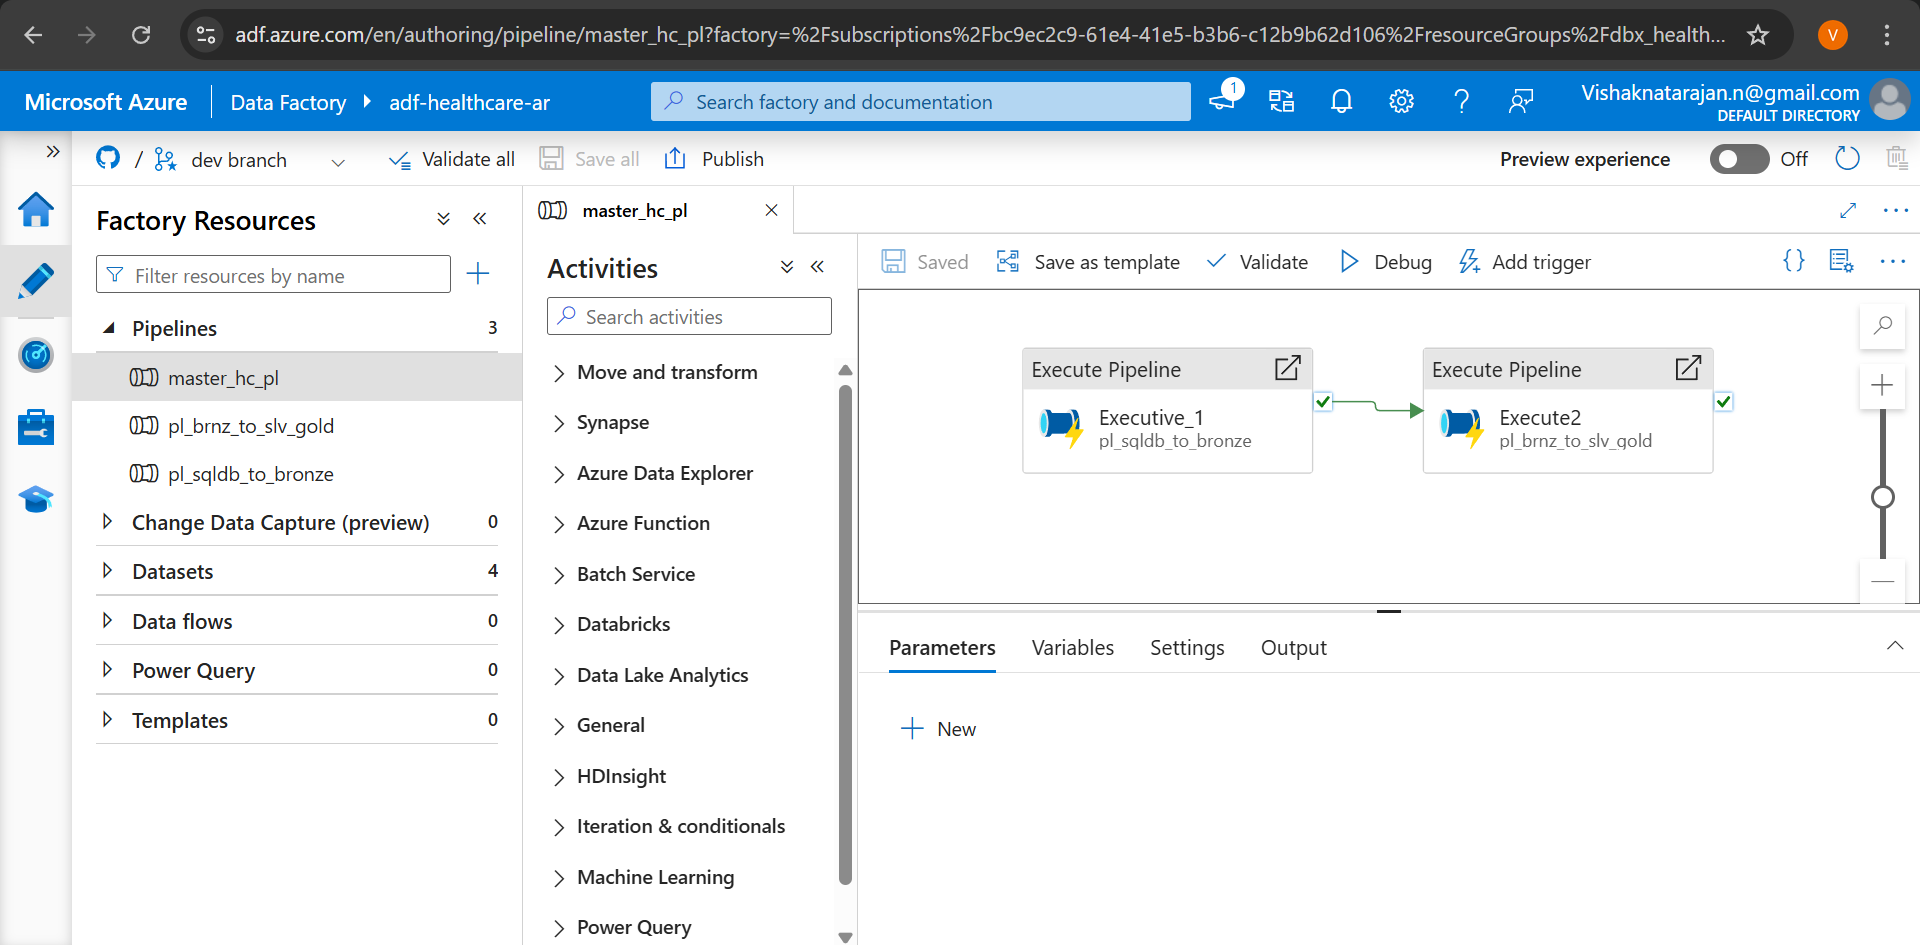 adf.azure.com/en/authoring/pipeline/master_hc_pl?factory=%2Fsubscriptions%2Fbc9ec2c9-61e4-41e5-b3b6-c12b9b62d106%2FresourceGroups%2Fdbx_health...
V
Microsoft Azure
Data Factory
adf-healthcare-ar
Search factory and documentation
1
Vishaknatarajan.n@gmail.com
DEFAULT DIRECTORY
/
dev branch
Validate all
Save all
Publish
Preview experience
Off
Factory Resources
Filter resources by name
Pipelines 3
master_hc_pl
pl_brnz_to_slv_gold
pl_sqldb_to_bronze
Change Data Capture (preview) 0
Datasets 4
Data flows 0
Power Query 0
Templates 0
master_hc_pl
Activities
Search activities
Move and transform
Synapse
Azure Data Explorer
Azure Function
Batch Service
Databricks
Data Lake Analytics
General
HDInsight
Iteration & conditionals
Machine Learning
Power Query
Saved
Save as template
Validate
Debug
Add trigger
Execute Pipeline
Executive_1
pl_sqldb_to_bronze
Execute Pipeline
Execute2
pl_brnz_to_slv_gold
Parameters
Variables
Settings
Output
New